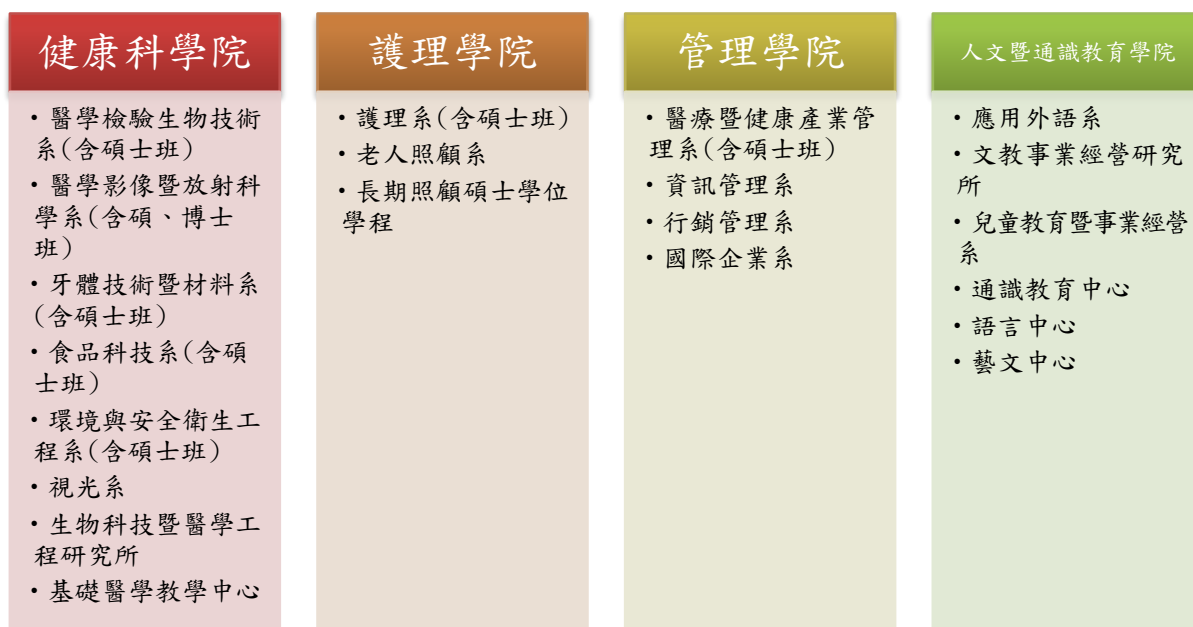 健康科學院
・醫學檢驗生物技術
系(含碩士班)
・醫學影像暨放射科
學系(含碩、博士
班)
・牙體技術暨材料系
(含碩士班)
・食品科技系(含碩
士班)
・環境與安全衛生工
程系(含碩士班)
・視光系
・生物科技暨醫學工
程研究所
・基礎醫學教學中心
護理學院
・護理系(含碩士班)
・老人照顧系
・長期照顧碩士學位
學程
管理學院
・醫療暨健康產業管
理系(含碩士班)
・資訊管理系
・行銷管理系
・國際企業系
人文暨通識教育學院
・應用外語系
・文教事業經營研究
所
・兒童教育暨事業經營
系
・通識教育中心
・語言中心
・藝文中心